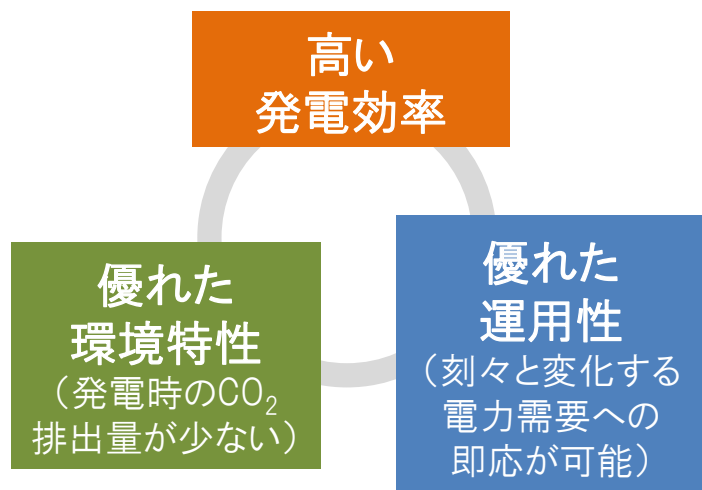 高い
発電効率
優れた
環境特性
（発電時のCO₂
排出量が少ない）
優れた
運用性
（刻々と変化する
電力需要への
即応が可能）